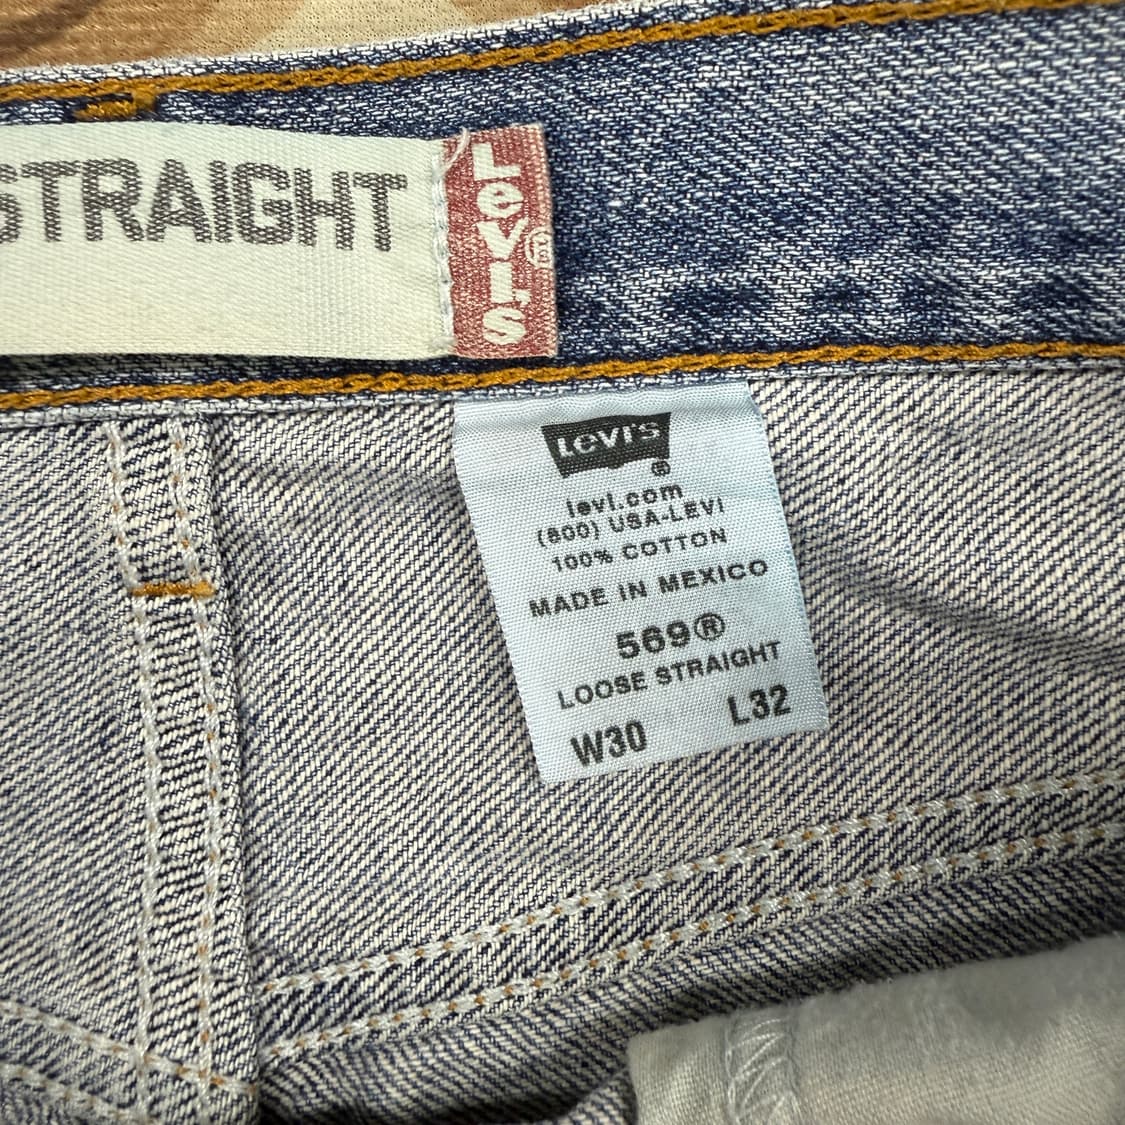 STRAIGHT
Levi's®
Levi's
®
levi.com
(800) USA-LEVI
100% COTTON
MADE IN MEXICO
569®
LOOSE STRAIGHT
W30 L32